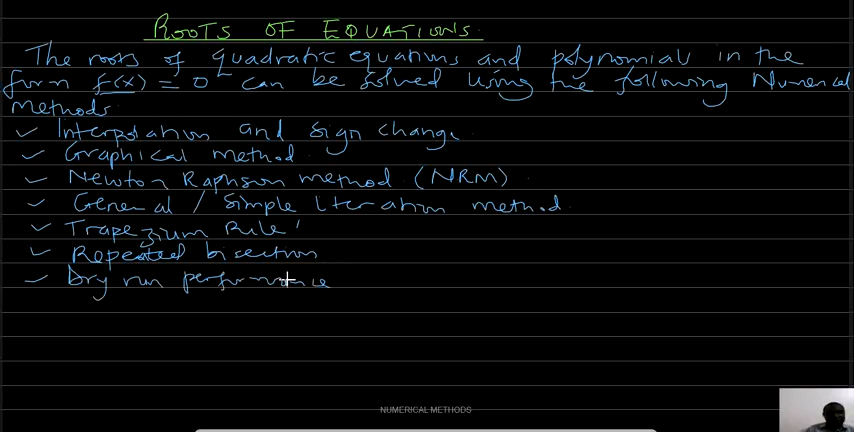 ROOTS OF EQUATIONS.
The roots of quadratic equations and polynomials in the
form f(x) = 0 can be solved using the following Numerical
methods.
✓ Interpolation and sign change.
✓ Graphical method.
✓ Newton Raphson method (NRM).
✓ General / Simple Iteration method.
✓ Trapezium Rule
✓ Repeated bisection
✓ Dry run performance
NUMERICAL METHODS